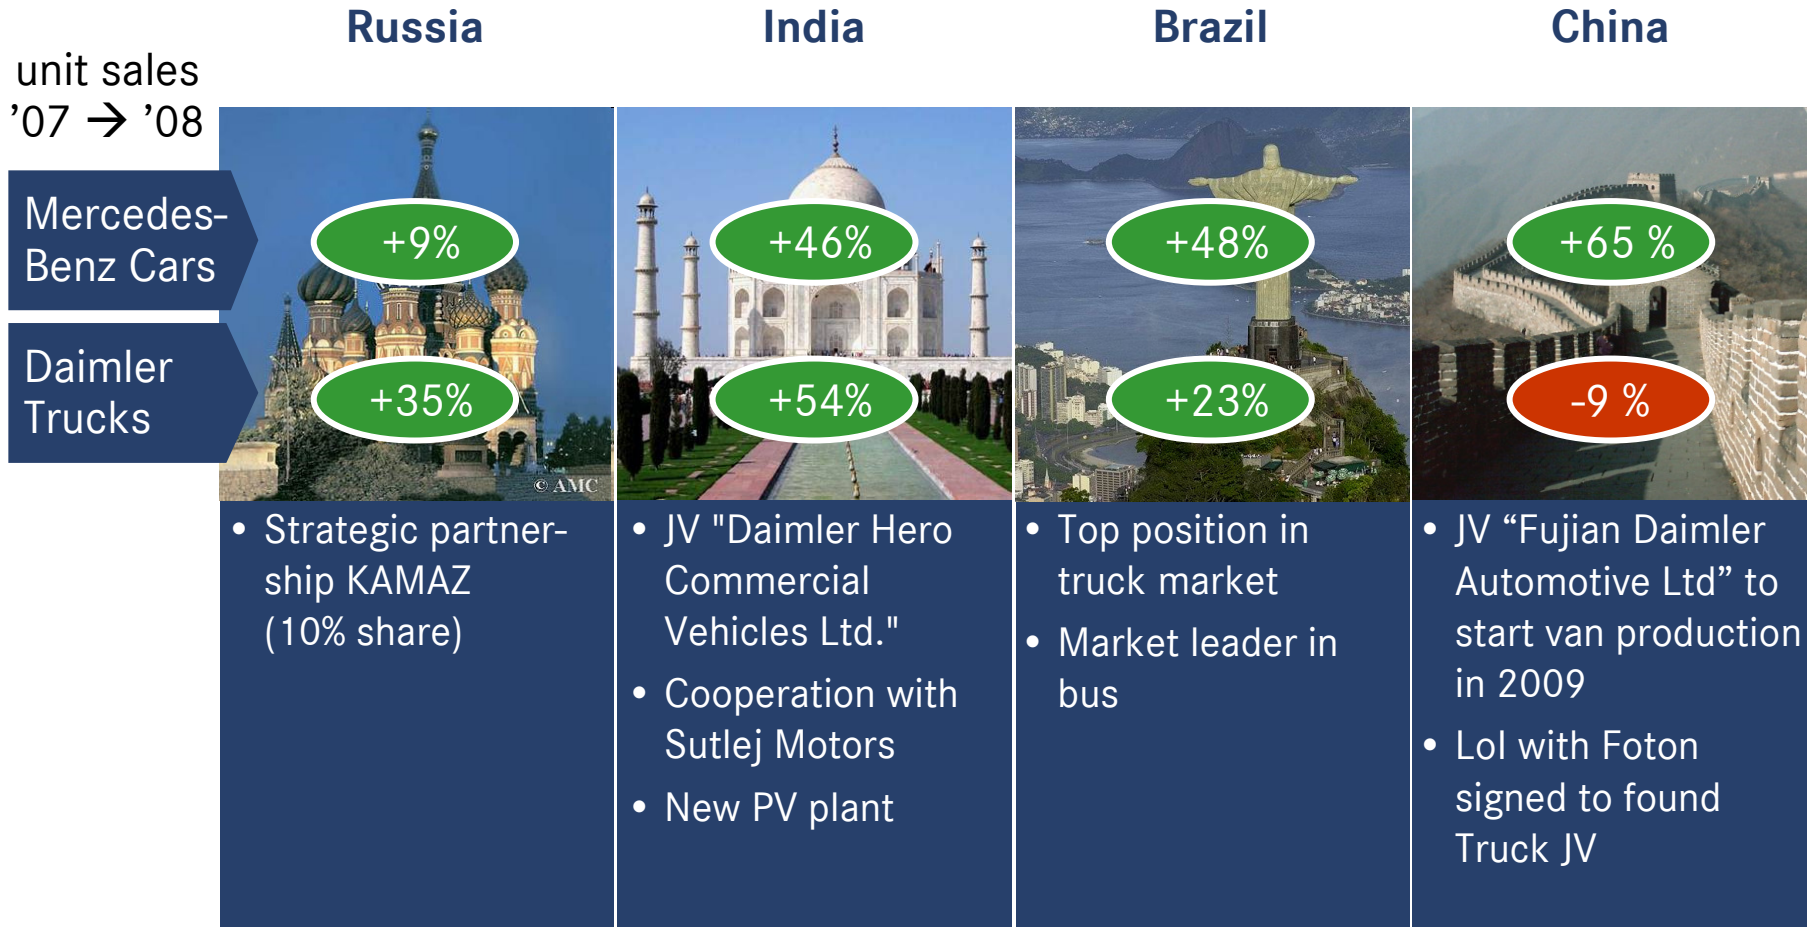 Russia
India
Brazil
China
unit sales
’07 → ’08
Mercedes-
Benz Cars
+9%
+46%
+48%
+65 %
Daimler
Trucks
+35%
+54%
+23%
-9 %
© AMC
• Strategic partner-
ship KAMAZ
(10% share)
• JV "Daimler Hero
Commercial
Vehicles Ltd."
• Cooperation with
Sutlej Motors
• New PV plant
• Top position in
truck market
• Market leader in
bus
• JV “Fujian Daimler
Automotive Ltd” to
start van production
in 2009
• LoI with Foton
signed to found
Truck JV